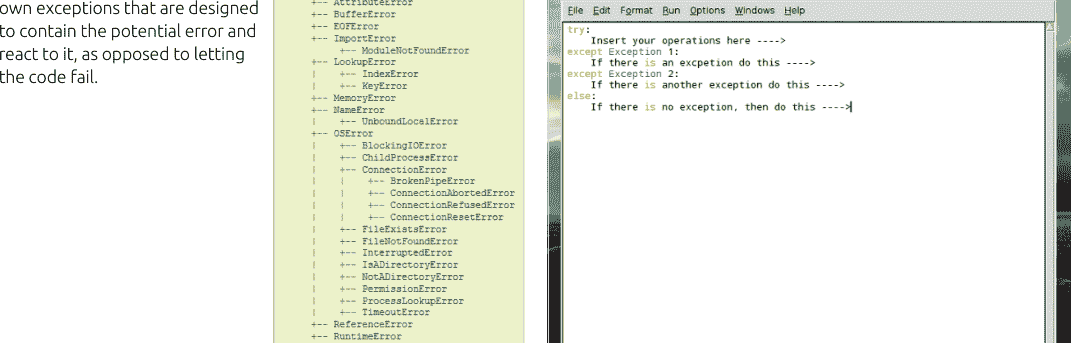 own exceptions that are designed
to contain the potential error and
react to it, as opposed to letting
the code fail.
+-- AttributeError
+-- BufferError
+-- EOFError
+-- ImportError
|    +-- ModuleNotFoundError
+-- LookupError
|    +-- IndexError
|    +-- KeyError
+-- MemoryError
+-- NameError
|    +-- UnboundLocalError
+-- OSError
|    +-- BlockingIOError
|    +-- ChildProcessError
|    +-- ConnectionError
|    |    +-- BrokenPipeError
|    |    +-- ConnectionAbortedError
|    |    +-- ConnectionRefusedError
|    |    +-- ConnectionResetError
|    +-- FileExistsError
|    +-- FileNotFoundError
|    +-- InterruptedError
|    +-- IsADirectoryError
|    +-- NotADirectoryError
|    +-- PermissionError
|    +-- ProcessLookupError
|    +-- TimeoutError
+-- ReferenceError
+-- RuntimeError
File Edit Format Run Options Windows Help
try:
    Insert your operations here ---->
except Exception 1:
    If there is an excpetion do this ---->
except Exception 2:
    If there is another exception do this ---->
else:
    If there is no exception, then do this ---->